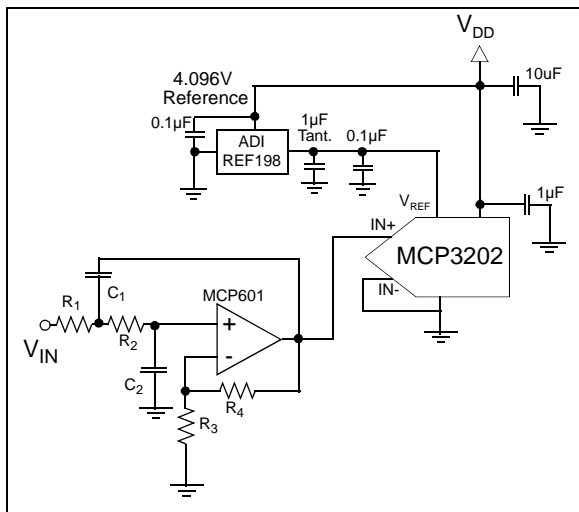 V_DD
10uF
4.096V
Reference
0.1µF
ADI
REF198
1µF
Tant.
0.1µF
V_REF
1µF
IN+
MCP3202
IN-
C_1
MCP601
R_1
R_2
+
V_IN
-
C_2
R_4
R_3